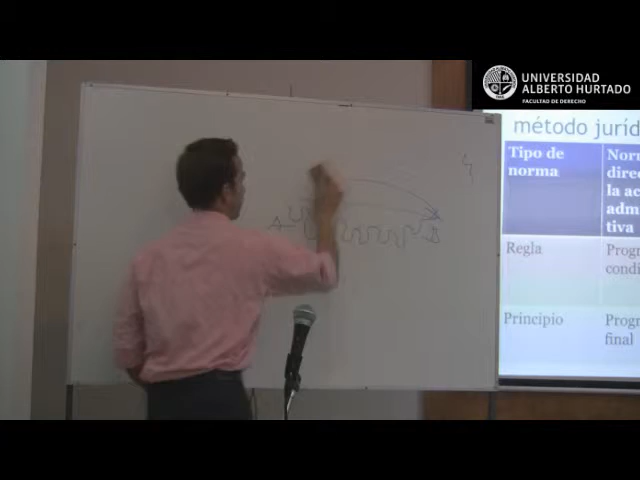 UNIVERSIDAD
ALBERTO HURTADO
FACULTAD DE DERECHO
método juríd
Tipo de
norma
Nor
direc
la ac
adm
tiva
Regla
Progr
condi
Principio
Progr
final
A
B